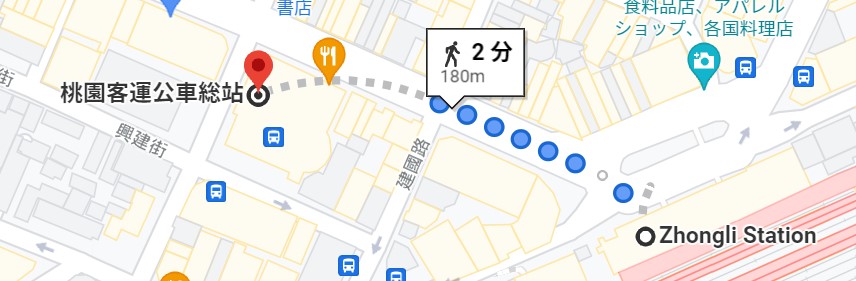 書店
食料品店、アパレル
ショップ、各国料理店
2 分
180m
桃園客運公車総站
街
興建街
建國路
Zhongli Station